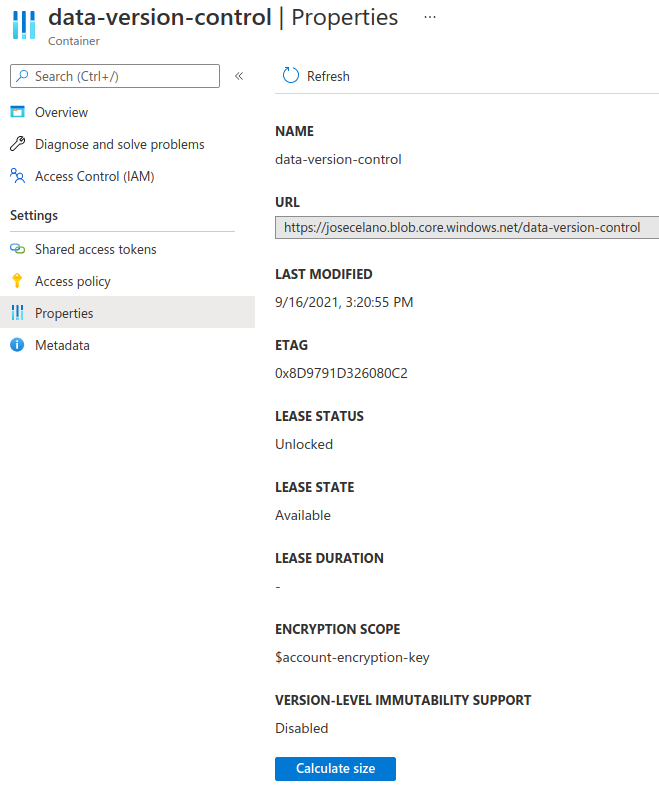 data-version-control | Properties ...
Container
Search (Ctrl+/)
«
Refresh
Overview
Diagnose and solve problems
Access Control (IAM)
Settings
Shared access tokens
Access policy
Properties
Metadata
NAME
data-version-control
URL
https://josecelano.blob.core.windows.net/data-version-control
LAST MODIFIED
9/16/2021, 3:20:55 PM
ETAG
0x8D9791D326080C2
LEASE STATUS
Unlocked
LEASE STATE
Available
LEASE DURATION
-
ENCRYPTION SCOPE
$account-encryption-key
VERSION-LEVEL IMMUTABILITY SUPPORT
Disabled
Calculate size